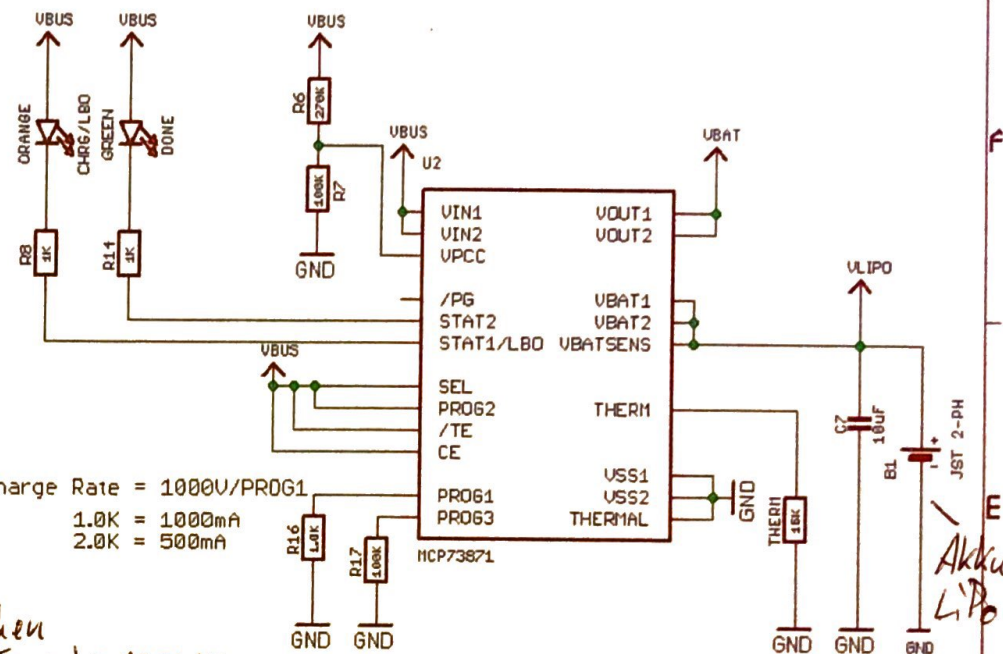 VBUS
VBUS
VBUS
ORANGE
CHRG/LBO
GREEN
DONE
R6
270K
R7
100K
VBUS
U2
VBAT
F
R8
1K
R14
1K
GND
VIN1
VIN2
VPCC
/PG
STAT2
STAT1/LBO
SEL
PROG2
/TE
CE
PROG1
PROG3
VOUT1
VOUT2
VBAT1
VBAT2
VBATSENS
THERM
VSS1
VSS2
THERMAL
MCP73871
VLIPO
VBUS
C7
10uF
B1
+
-
JST 2-PH
GND
THERM
E
harge Rate = 1000V/PROG1
1.0K = 1000mA
2.0K = 500mA
R16
1.0K
R17
100K
GND
GND
GND
GND
GND
Akku
LiPo